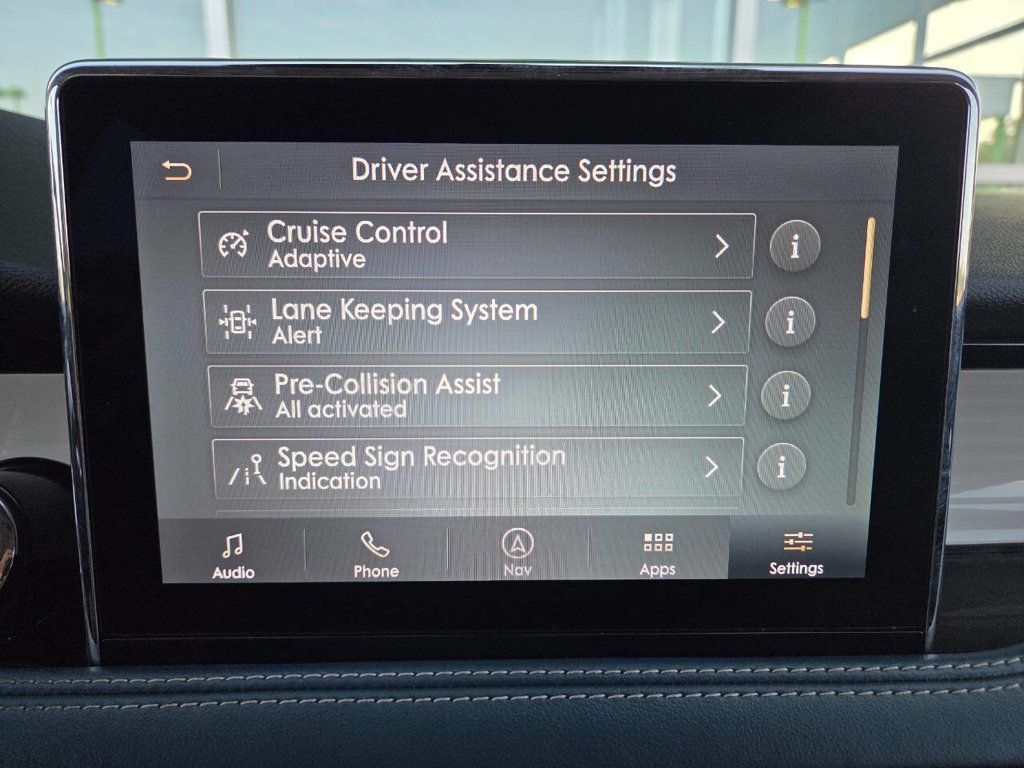 Driver Assistance Settings
Cruise Control
Adaptive
i
Lane Keeping System
Alert
i
Pre-Collision Assist
All activated
i
Speed Sign Recognition
Indication
i
Audio
Phone
Nav
Apps
Settings